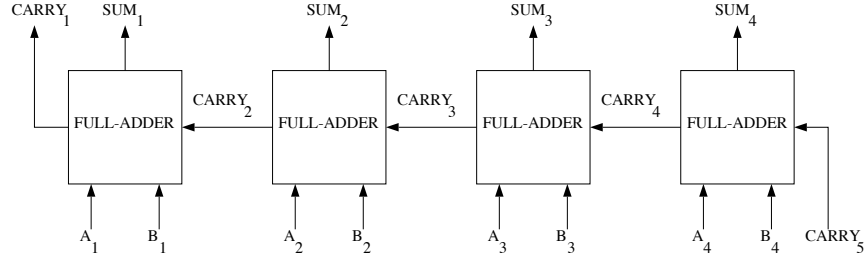 CARRY₁ SUM₁ SUM₂ SUM₃ SUM₄
CARRY₂ CARRY₃ CARRY₄
FULL-ADDER FULL-ADDER FULL-ADDER FULL-ADDER
A₁ B₁ A₂ B₂ A₃ B₃ A₄ B₄ CARRY₅